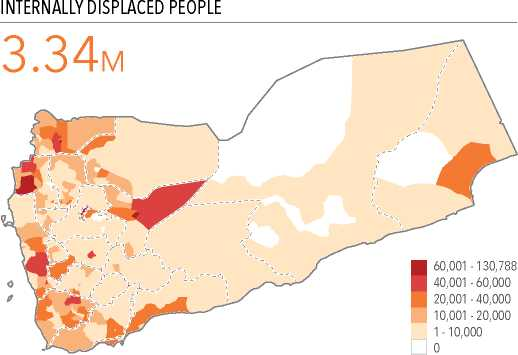 INTERNALLY DISPLACED PEOPLE
3.34M
60,001 - 130,788
40,001 - 60,000
20,001 - 40,000
10,001 - 20,000
1 - 10,000
0